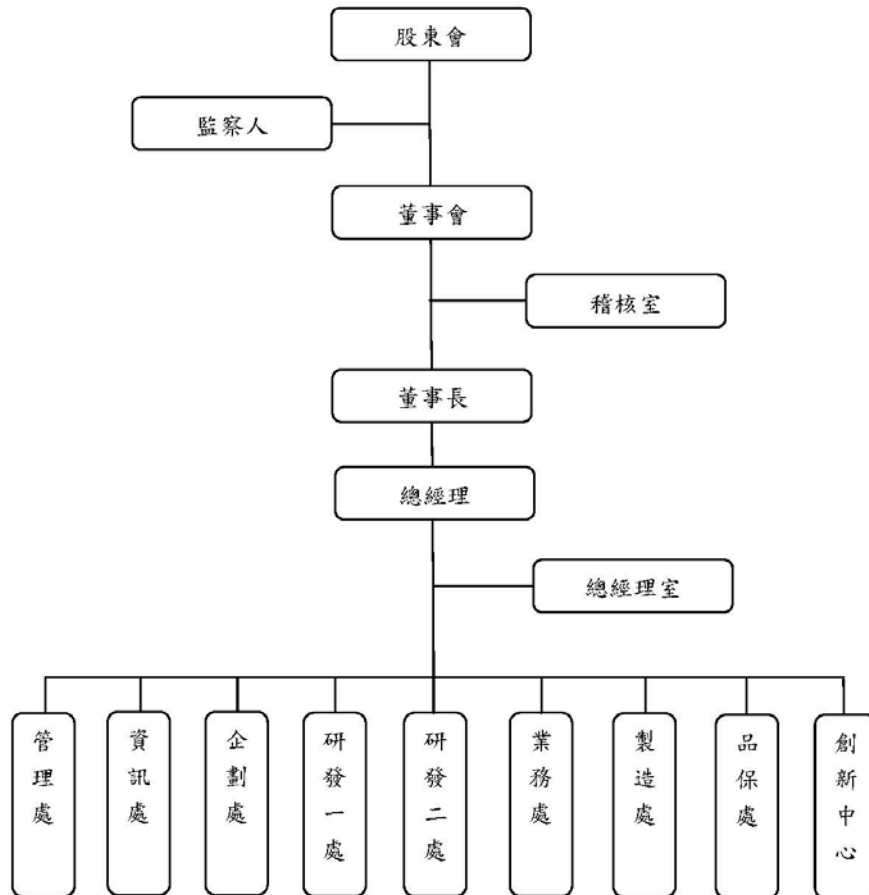 股東會
監察人
董事會
稽核室
董事長
總經理
總經理室
管理處
資訊處
企劃處
研發一處
研發二處
業務處
製造處
品保處
創新中心